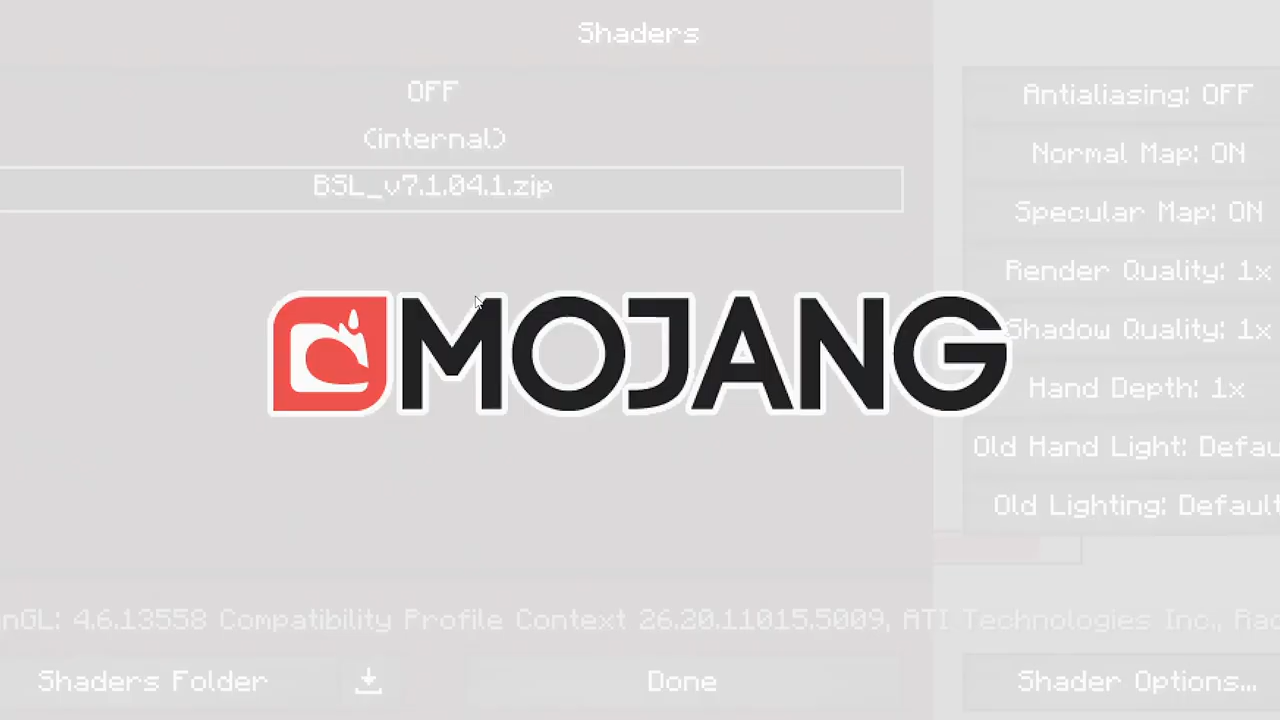 Shaders
OFF
(internal)
BSL_v7.1.04.1.zip
MOJANG
Antialiasing: OFF
Normal Map: ON
Specular Map: ON
Render Quality: 1x
Shadow Quality: 1x
Hand Depth: 1x
Old Hand Light: Defau
Old Lighting: Default
nGL: 4.6.13558 Compatibility Profile Context 26.20.11015.5009, ATI Technologies Inc., Rad
Shaders Folder
Done
Shader Options...